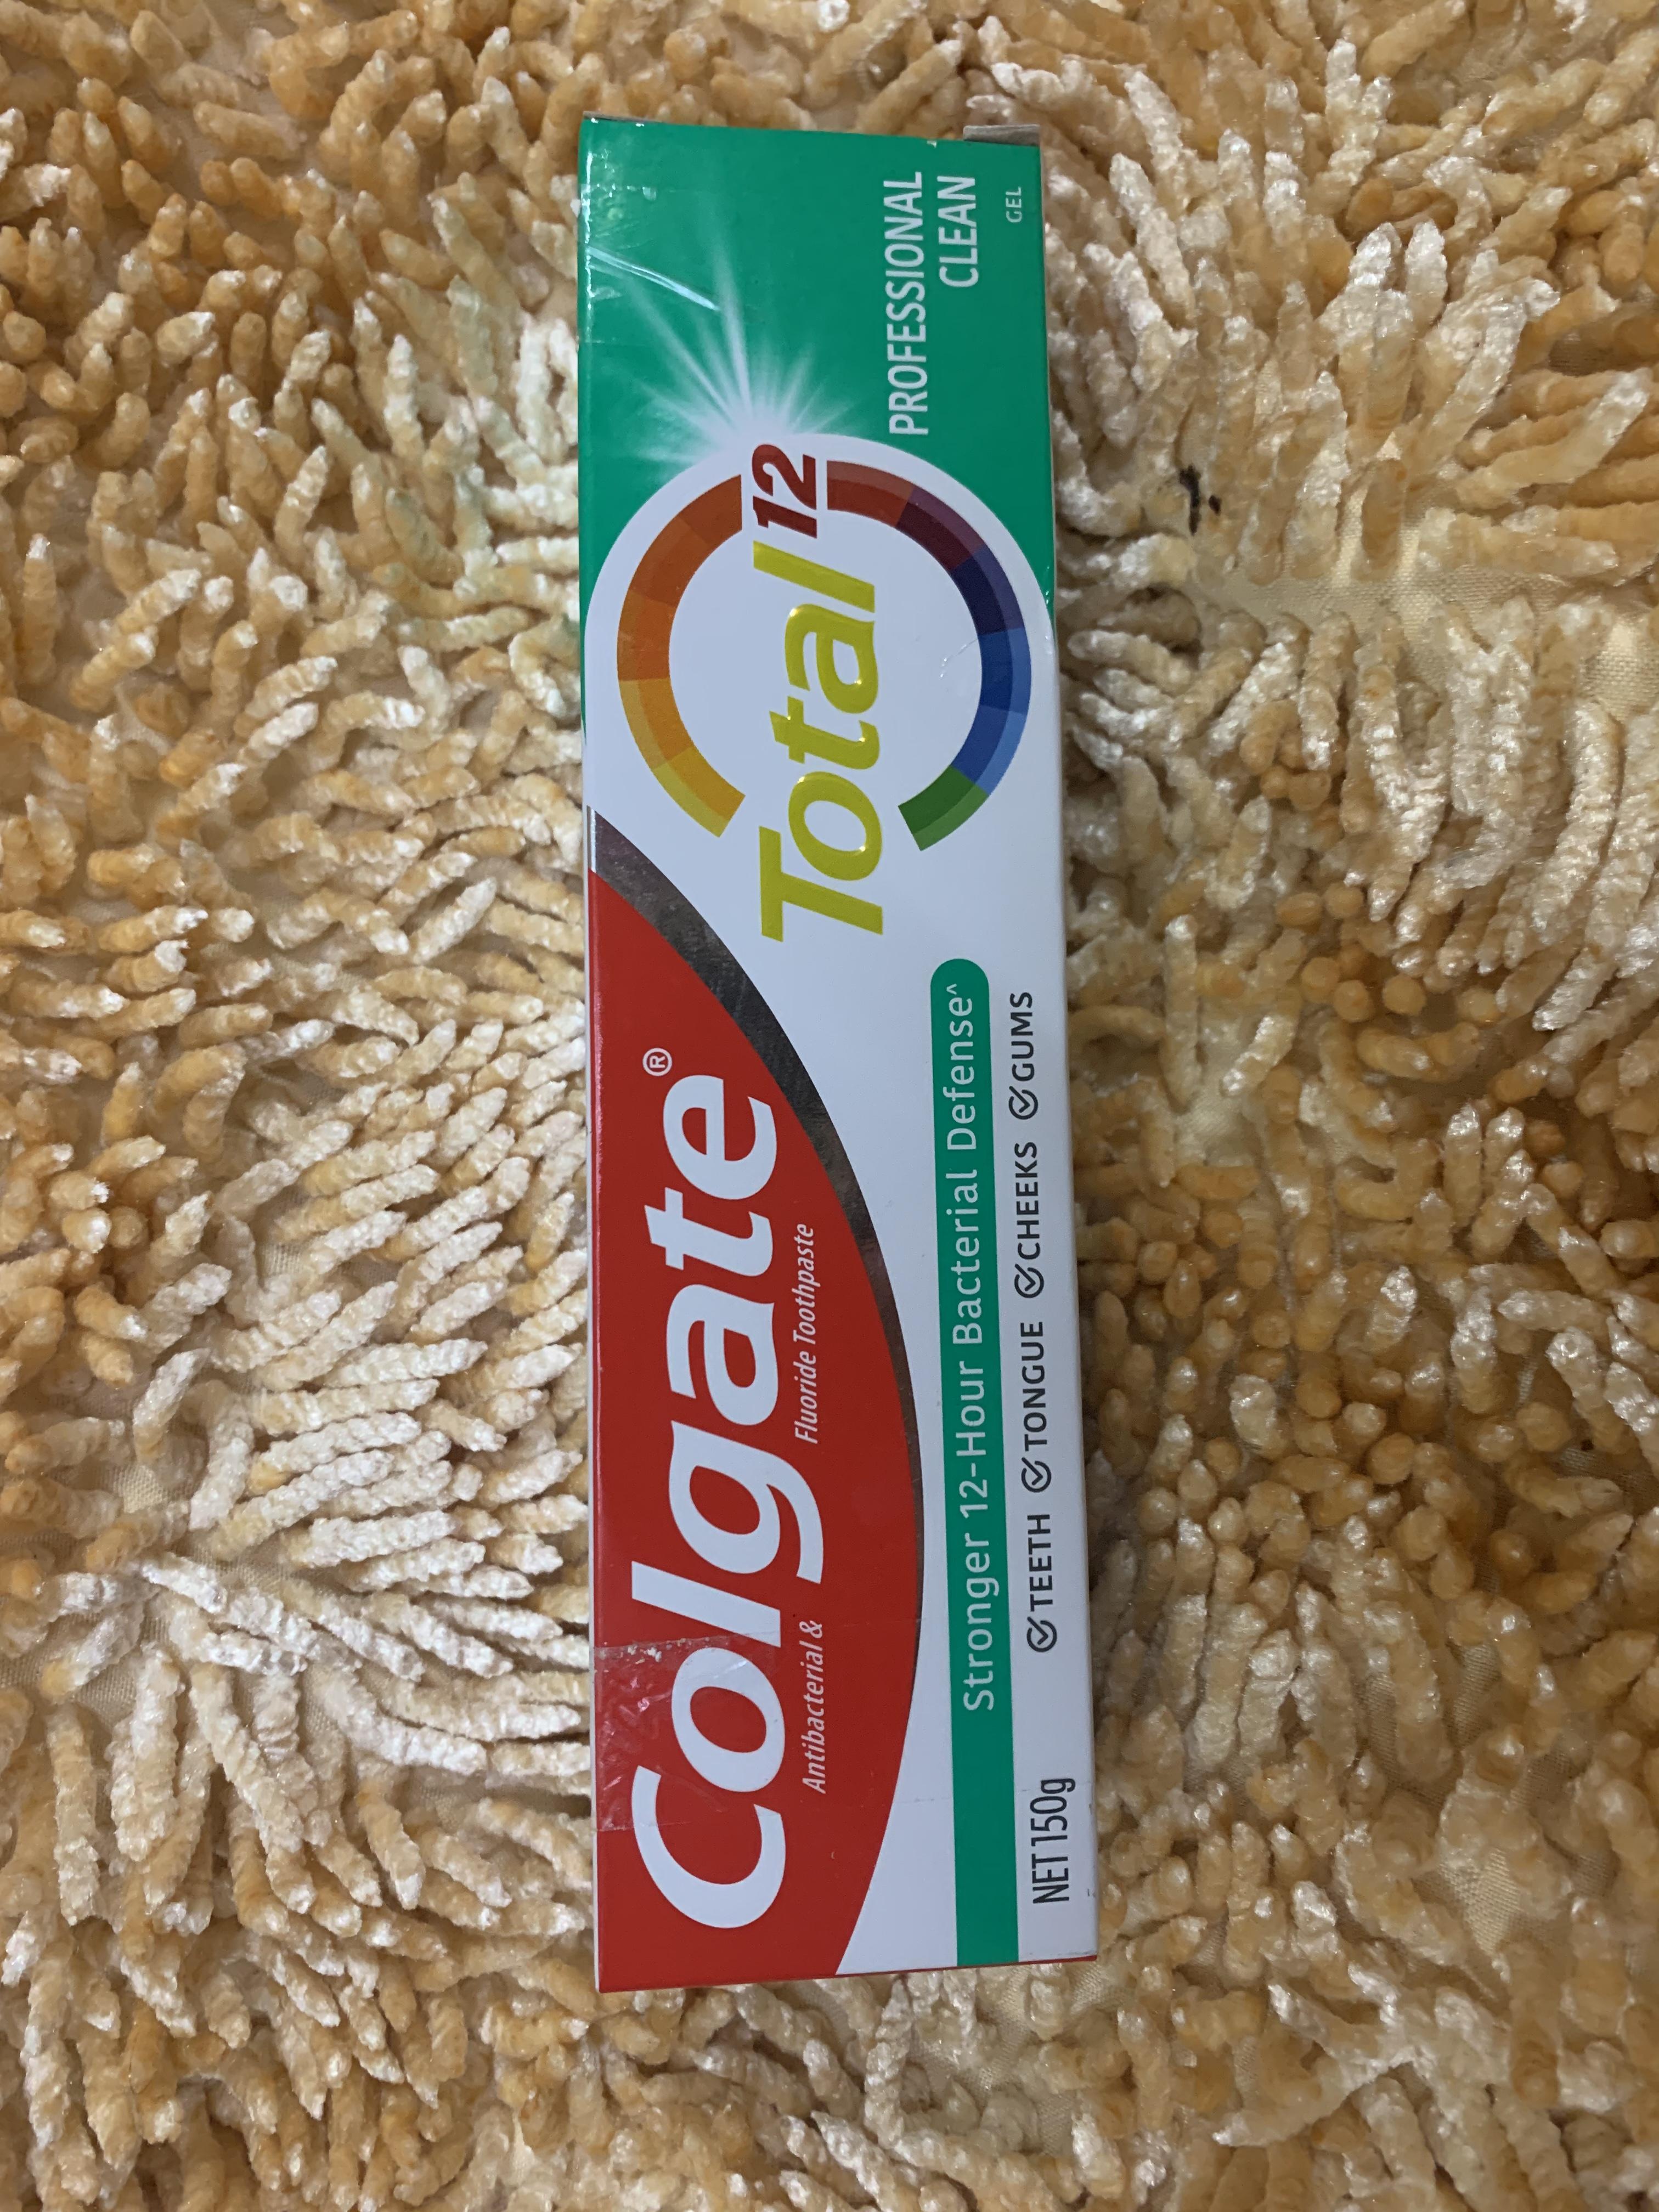 Colgate®
Antibacterial & Fluoride Toothpaste
Total 12
PROFESSIONAL
CLEAN
GEL
Stronger 12-Hour Bacterial Defense^
TEETH TONGUE CHEEKS GUMS
NET 150g